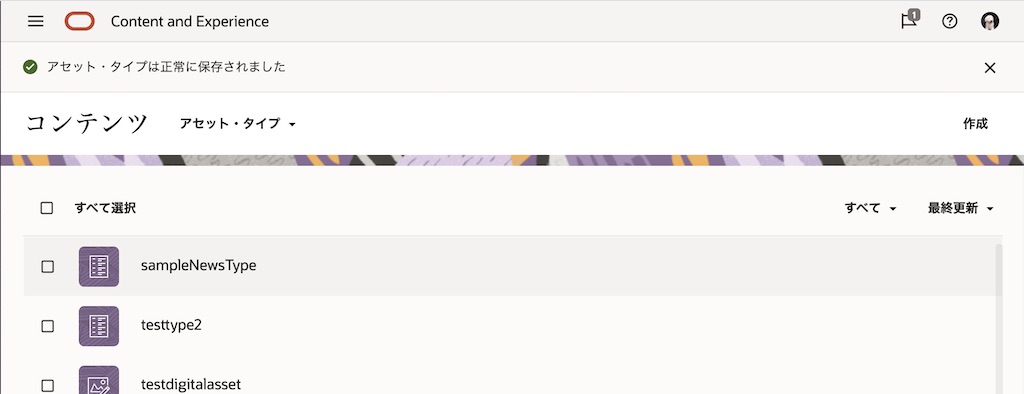 Content and Experience
1
アセット・タイプは正常に保存されました
コンテンツ アセット・タイプ 作成
すべて選択 すべて 最終更新
sampleNewsType
testtype2
testdigitalasset